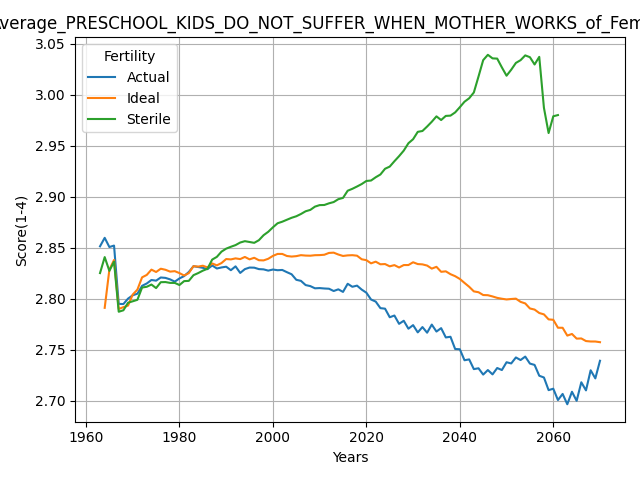 verage_PRESCHOOL_KIDS_DO_NOT_SUFFER_WHEN_MOTHER_WORKS_of_Fem
Fertility
Actual
Ideal
Sterile
3.05
3.00
2.95
2.90
2.85
2.80
2.75
2.70
Score(1-4)
1960 1980 2000 2020 2040 2060
Years